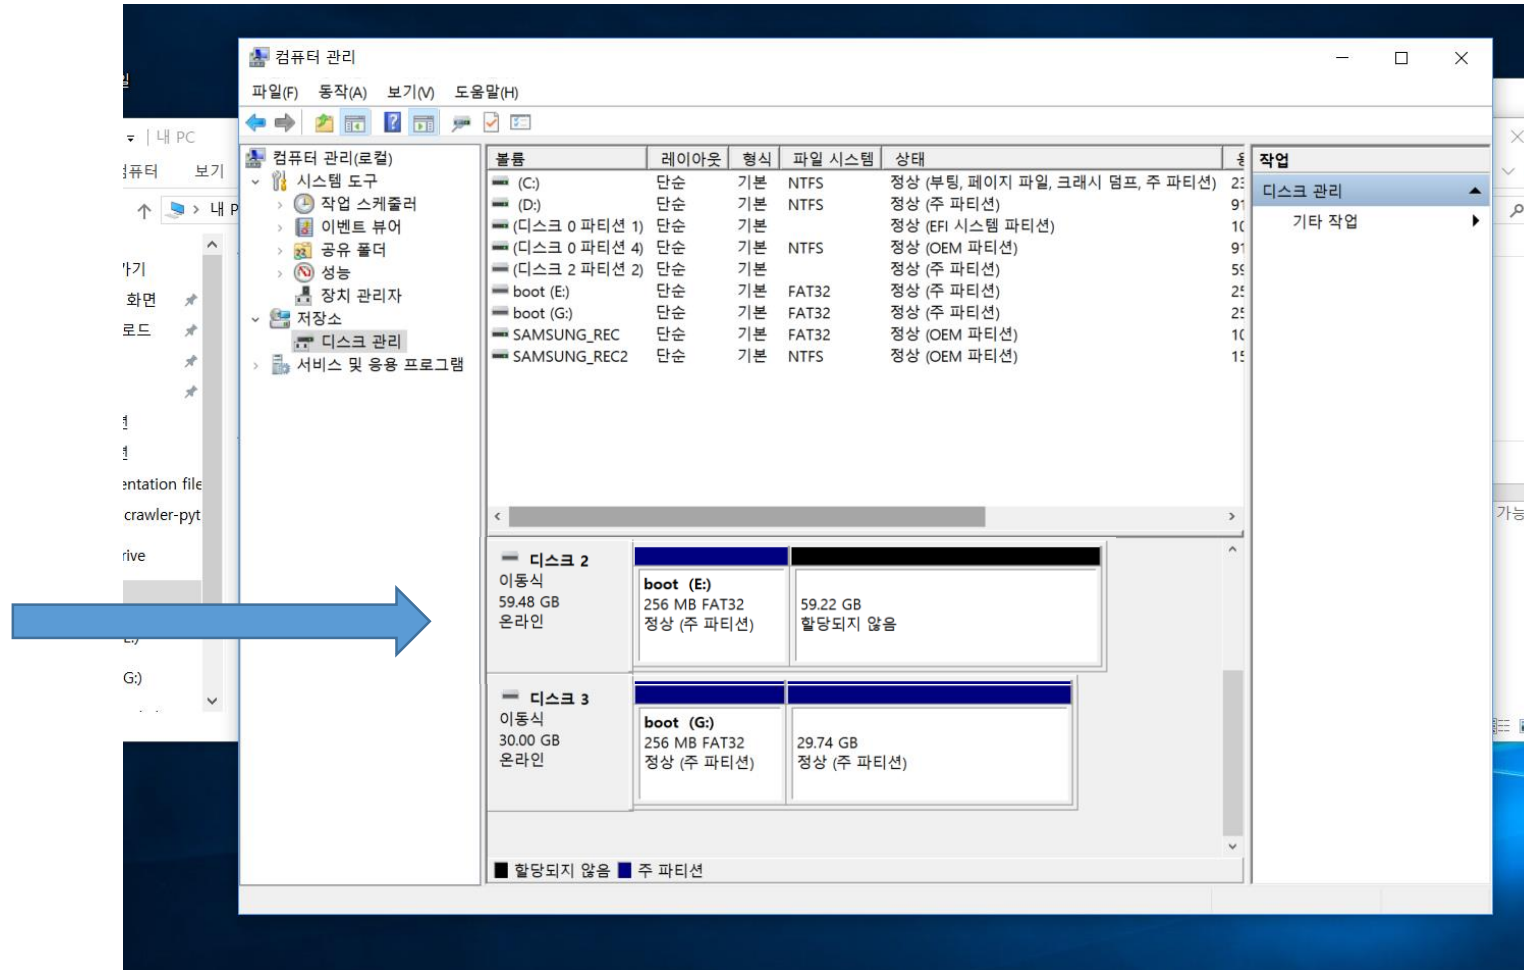 컴퓨터 관리
파일(F) 동작(A) 보기(V) 도움말(H)
내 PC
보기
내 P
화면
로드
entation file
crawler-pyt
rive
G:)
컴퓨터 관리(로컬)
시스템 도구
작업 스케줄러
이벤트 뷰어
공유 폴더
성능
장치 관리자
저장소
디스크 관리
서비스 및 응용 프로그램
볼륨 레이아웃 형식 파일 시스템 상태
(C:) 단순 기본 NTFS 정상 (부팅, 페이지 파일, 크래시 덤프, 주 파티션) 23
(D:) 단순 기본 NTFS 정상 (주 파티션) 91
(디스크 0 파티션 1) 단순 기본 정상 (EFI 시스템 파티션) 10
(디스크 0 파티션 4) 단순 기본 NTFS 정상 (OEM 파티션) 91
(디스크 2 파티션 2) 단순 기본 정상 (주 파티션) 59
boot (E:) 단순 기본 FAT32 정상 (주 파티션) 25
boot (G:) 단순 기본 FAT32 정상 (주 파티션) 25
SAMSUNG_REC 단순 기본 FAT32 정상 (OEM 파티션) 10
SAMSUNG_REC2 단순 기본 NTFS 정상 (OEM 파티션) 15
작업
디스크 관리
기타 작업
가능
디스크 2
이동식
59.48 GB
온라인
boot (E:)
256 MB FAT32
정상 (주 파티션)
59.22 GB
할당되지 않음
디스크 3
이동식
30.00 GB
온라인
boot (G:)
256 MB FAT32
정상 (주 파티션)
29.74 GB
정상 (주 파티션)
할당되지 않음 주 파티션